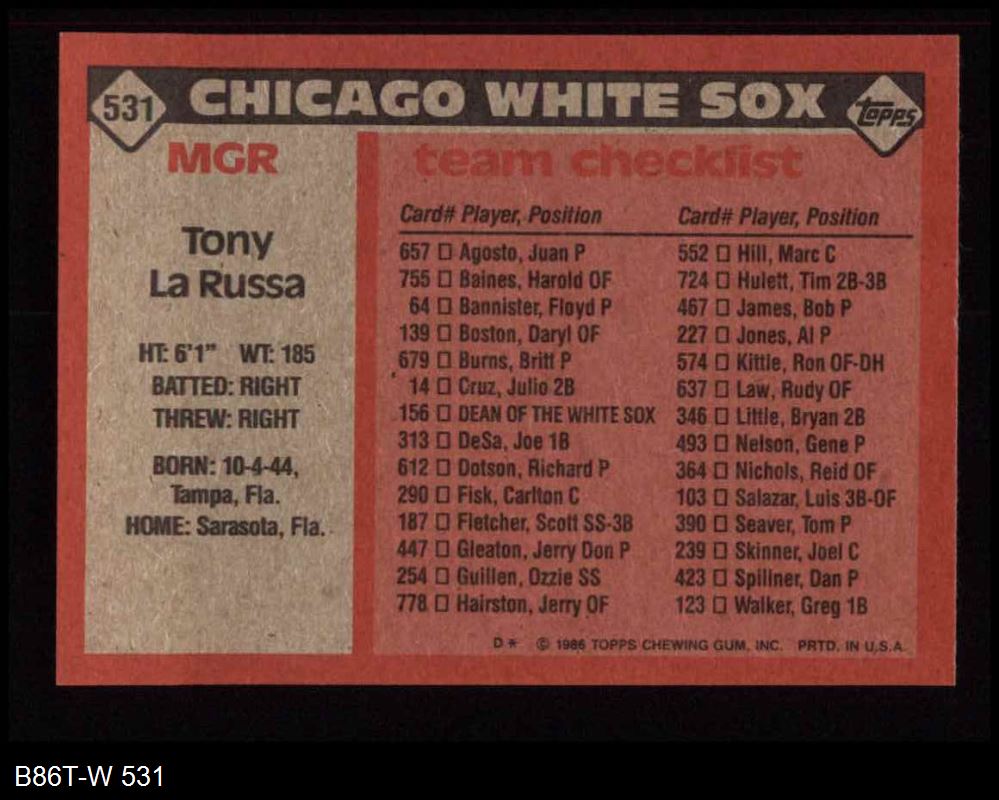 531 CHICAGO WHITE SOX topps
MGR
Tony
La Russa
HT: 6'1" WT: 185
BATTED: RIGHT
THREW: RIGHT
BORN: 10-4-44,
Tampa, Fla.
HOME: Sarasota, Fla.
team checklist
Card# Player, Position
657 Agosto, Juan P
755 Baines, Harold OF
64 Bannister, Floyd P
139 Boston, Daryl OF
679 Burns, Britt P
14 Cruz, Julio 2B
156 DEAN OF THE WHITE SOX
313 DeSa, Joe 1B
612 Dotson, Richard P
290 Fisk, Carlton C
187 Fletcher, Scott SS-3B
447 Gleaton, Jerry Don P
254 Guillen, Ozzie SS
778 Hairston, Jerry OF
Card# Player, Position
552 Hill, Marc C
724 Hulett, Tim 2B-3B
467 James, Bob P
227 Jones, Al P
574 Kittle, Ron OF-DH
637 Law, Rudy OF
346 Little, Bryan 2B
493 Nelson, Gene P
364 Nichols, Reid OF
103 Salazar, Luis 3B-OF
390 Seaver, Tom P
239 Skinner, Joel C
423 Spillner, Dan P
123 Walker, Greg 1B
D* © 1986 TOPPS CHEWING GUM, INC. PRTD. IN U.S.A.
B86T-W 531